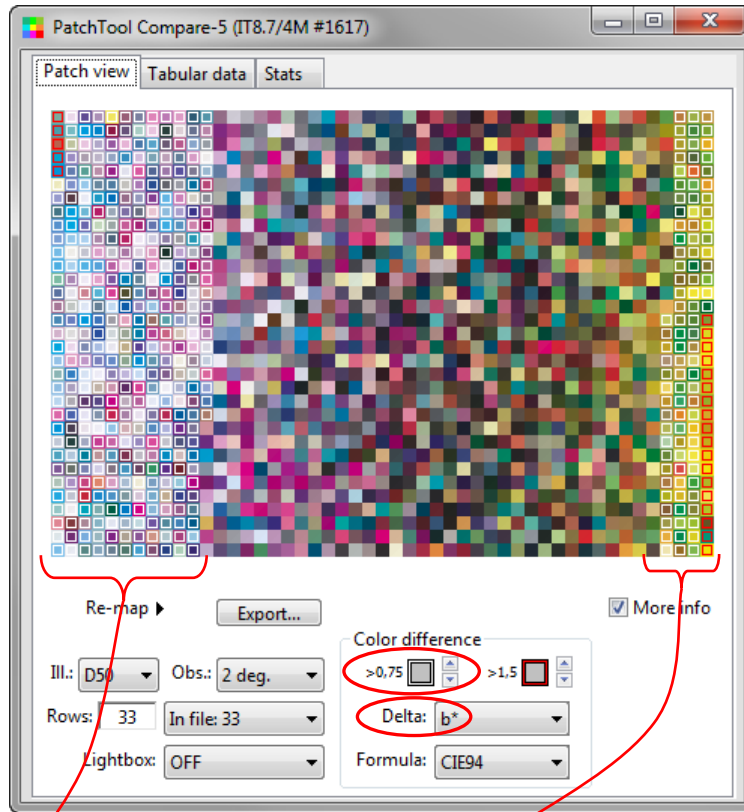 PatchTool Compare-5 (IT8.7/4M #1617)
Patch view Tabular data Stats
Re-map Export... More info
Color difference
Ill.: D50 Obs.: 2 deg. >0,75 >1,5
Rows: 33 In file: 33 Delta: b*
Lightbox: OFF Formula: CIE94